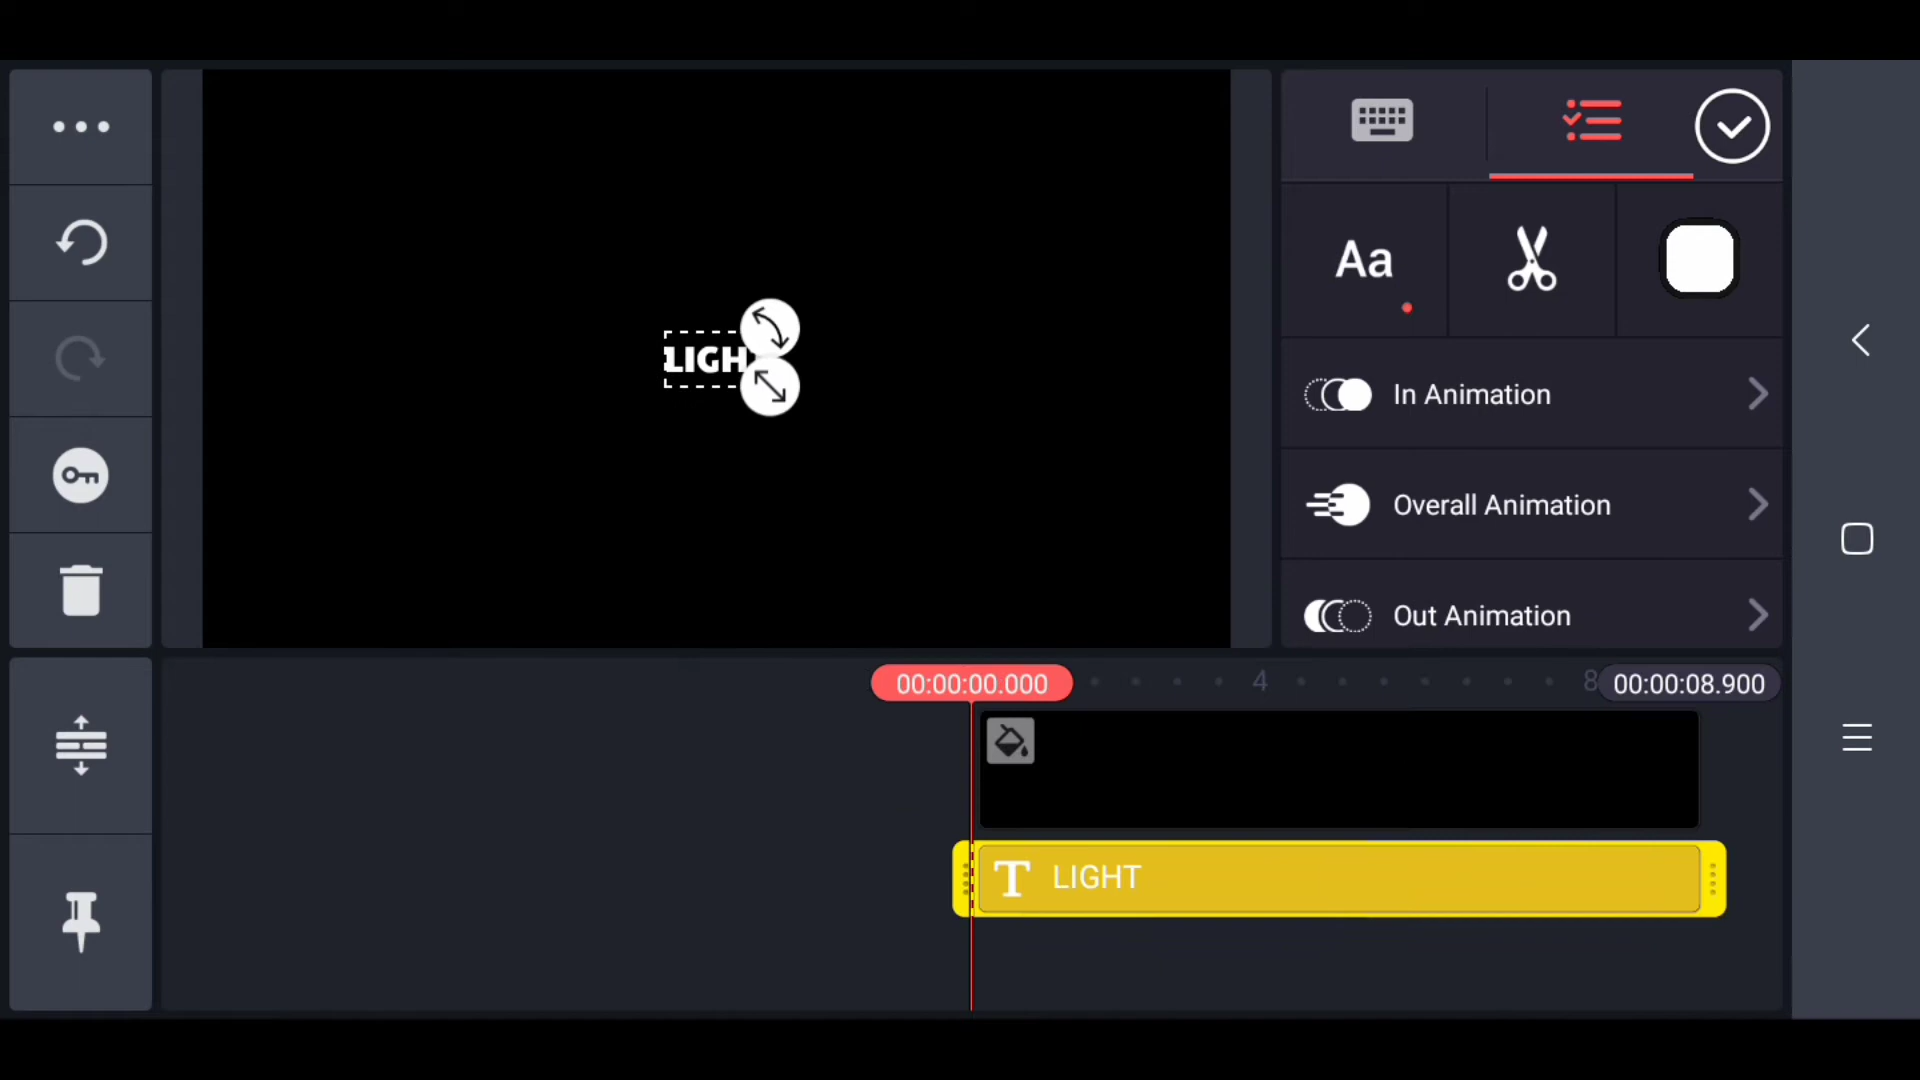 LIGH
Aa
In Animation
Overall Animation
Out Animation
00:00:00.000
4
8
00:00:08.900
T LIGHT